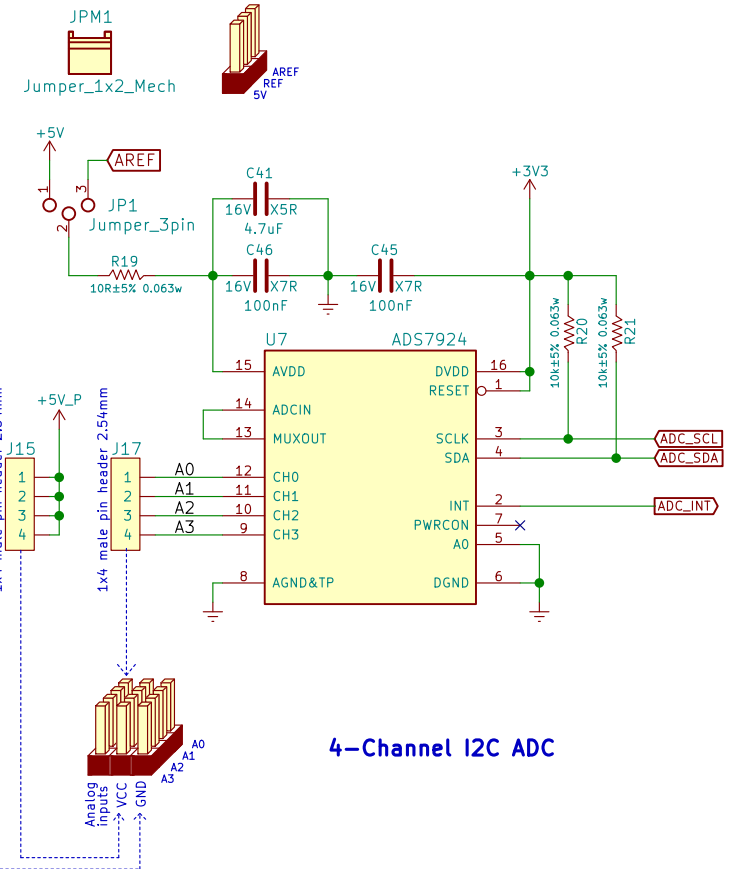 JPM1
Jumper_1x2_Mech
AREF
REF
5V
+5V
AREF
1
3
2
JP1
Jumper_3pin
R19
10R±5% 0.063w
C41
16V
X5R
4.7uF
C46
16V
X7R
100nF
C45
16V
X7R
100nF
+3V3
10k±5% 0.063w
R20
10k±5% 0.063w
R21
U7
ADS7924
15
AVDD
14
ADCIN
13
MUXOUT
12
CH0
11
CH1
10
CH2
9
CH3
8
AGND&TP
DVDD
16
RESET
1
SCLK
3
SDA
4
INT
2
PWRCON
7
A0
5
DGND
6
ADC_SCL
ADC_SDA
ADC_INT
+5V_P
J15
1
2
3
4
1x4 male pin header 2.54mm
J17
1
2
3
4
A0
A1
A2
A3
A0
A1
A2
A3
Analog
inputs
VCC
GND
4-Channel I2C ADC